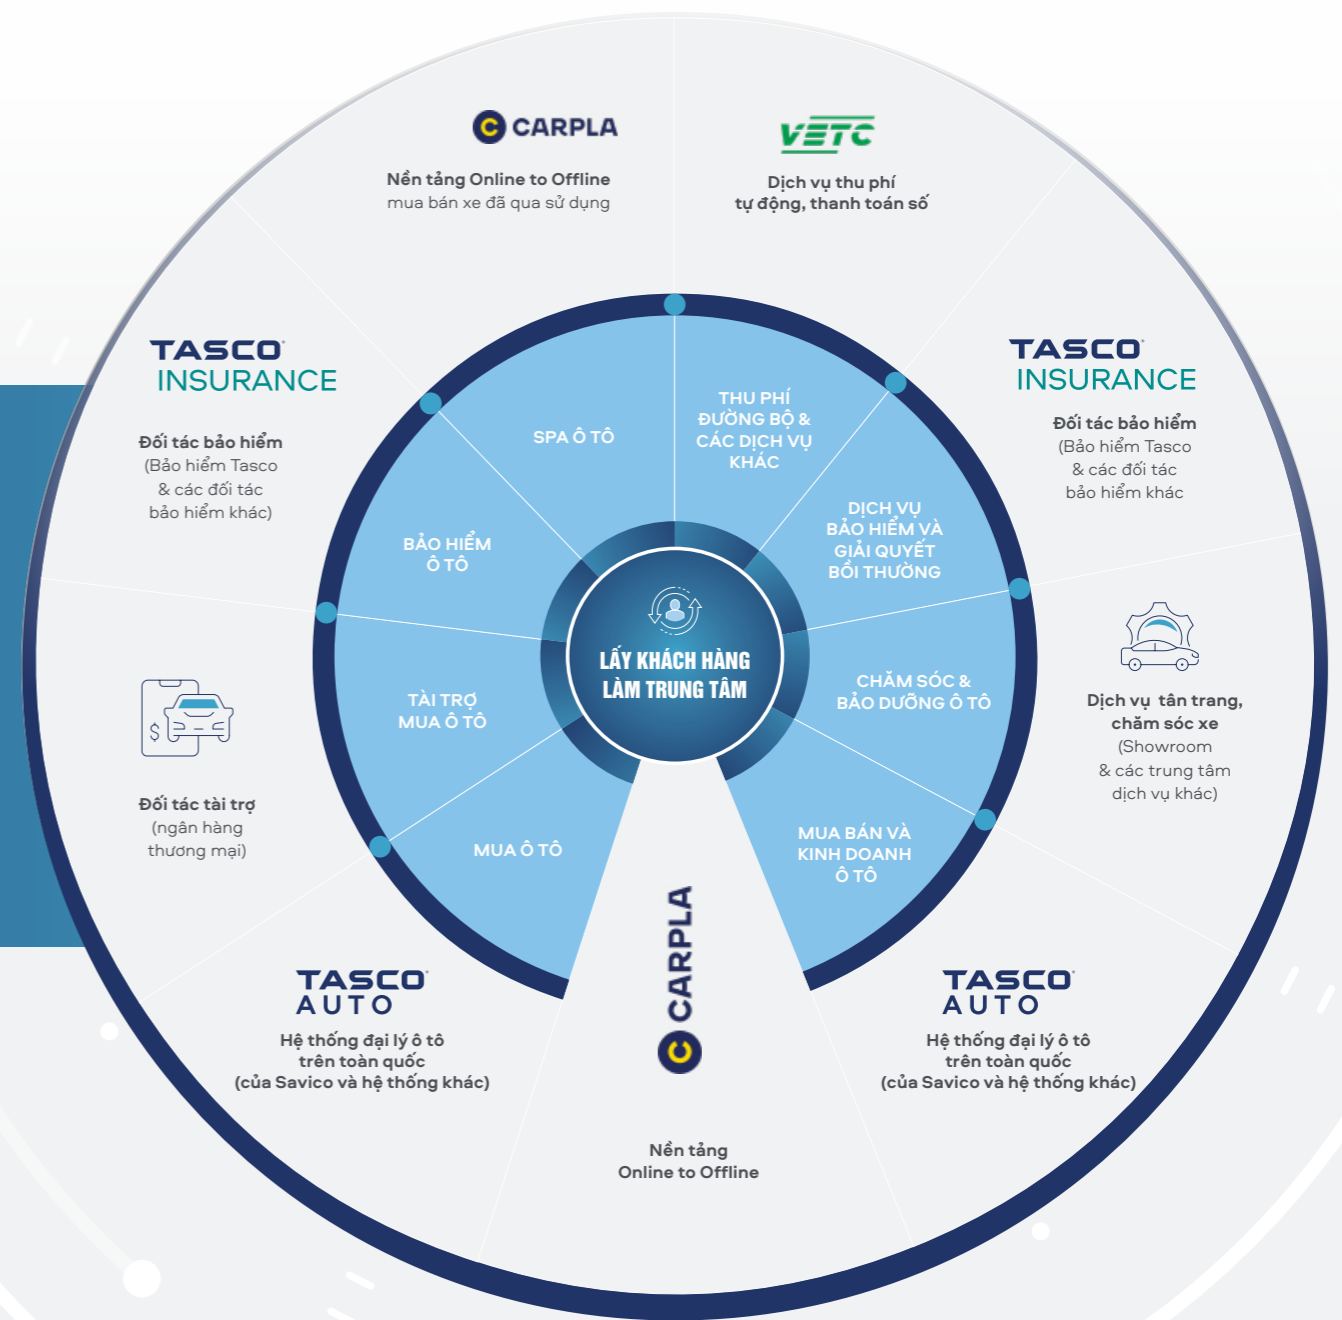 CARPLA
Nền tảng Online to Offline
mua bán xe đã qua sử dụng
VETC
Dịch vụ thu phí
tự động, thanh toán số
TASCO
INSURANCE
Đối tác bảo hiểm
(Bảo hiểm Tasco
& các đối tác
bảo hiểm khác)
TASCO
INSURANCE
Đối tác bảo hiểm
(Bảo hiểm Tasco
& các đối tác
bảo hiểm khác
SPA Ô TÔ
THU PHÍ
ĐƯỜNG BỘ &
CÁC DỊCH VỤ
KHÁC
BẢO HIỂM
Ô TÔ
DỊCH VỤ
BẢO HIỂM VÀ
GIẢI QUYẾT
BỒI THƯỜNG
LẤY KHÁCH HÀNG
LÀM TRUNG TÂM
TÀI TRỢ
MUA Ô TÔ
CHĂM SÓC &
BẢO DƯỠNG Ô TÔ
$
Đối tác tài trợ
(ngân hàng
thương mại)
Dịch vụ tân trang,
chăm sóc xe
(Showroom
& các trung tâm
dịch vụ khác)
MUA Ô TÔ
MUA BÁN VÀ
KINH DOANH
Ô TÔ
TASCO
AUTO
Hệ thống đại lý ô tô
trên toàn quốc
(của Savico và hệ thống khác)
CARPLA
Nền tảng
Online to Offline
TASCO
AUTO
Hệ thống đại lý ô tô
trên toàn quốc
(của Savico và hệ thống khác)